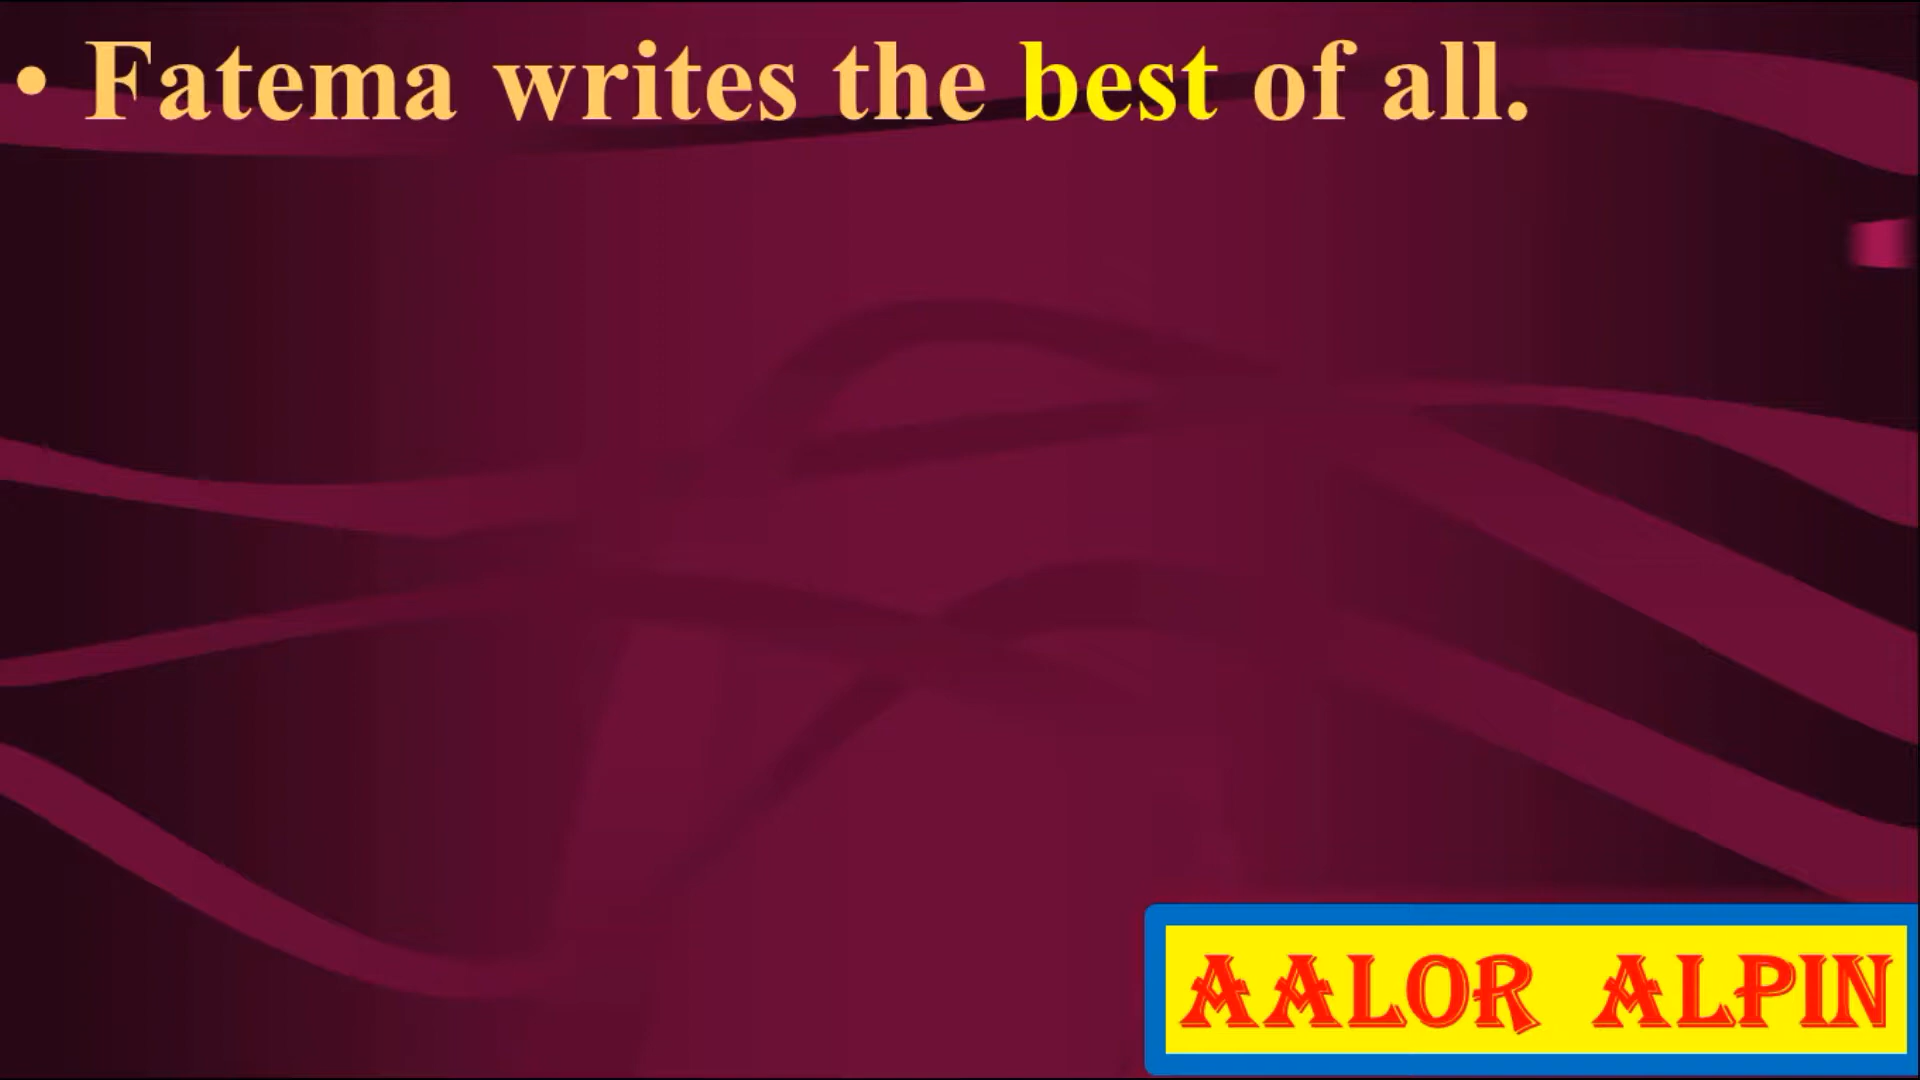 • Fatema writes the best of all.
AALOR ALPIN